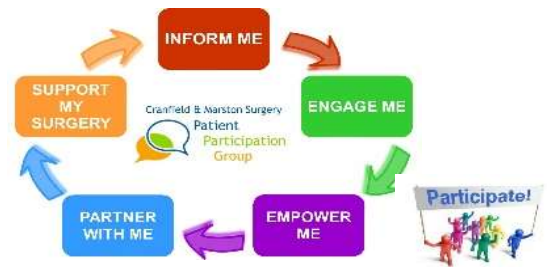 INFORM ME
ENGAGE ME
EMPOWER
ME
PARTNER
WITH ME
SUPPORT
MY
SURGERY
Cranfield & Marston Surgery
Patient
Participation
Group
Participate!